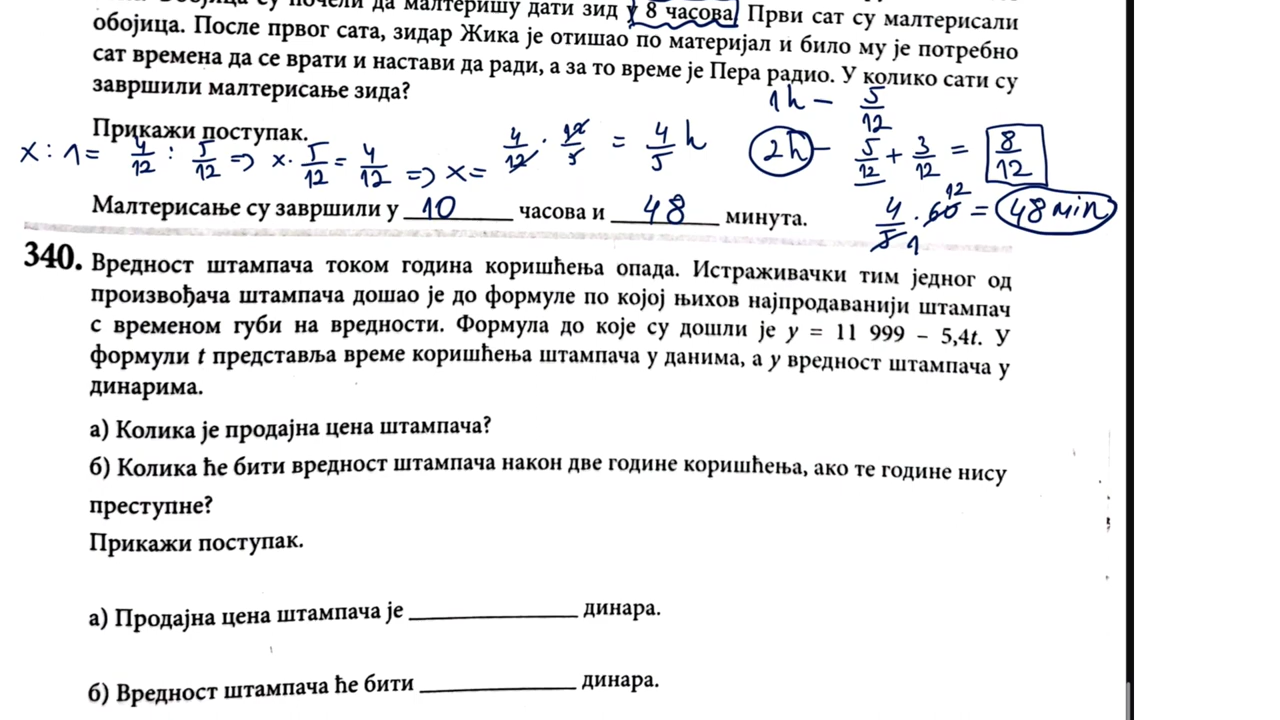 да малтеришу дати зид у 8 часова. Први сат су малтерисали
обојица. После првог сата, зидар Жика је отишао по материјал и било му је потребно
сат времена да се врати и настави да ради, а за то време је Пера радио. У колико сати су
завршили малтерисање зида?
1h – 5/12
Прикажи поступак.
x : 1 = 4/12 : 5/12 => x · 5/12 = 4/12 => x = 4/12 · 12/5 = 4/5 h
2h – 5/12 + 3/12 = 8/12
Малтерисање су завршили у 10 часова и 48 минута.
4/5 · 60 = 48 min
12
1
340. Вредност штампача током година коришћења опада. Истраживачки тим једног од
произвођача штампача дошао је до формуле по којој њихов најпродаванији штампач
с временом губи на вредности. Формула до које су дошли је y = 11 999 – 5,4t. У
формули t представља време коришћења штампача у данима, а y вредност штампача у
динарима.
а) Колика је продајна цена штампача?
б) Колика ће бити вредност штампача након две године коришћења, ако те године нису
преступне?
Прикажи поступак.
а) Продајна цена штампача је ____________ динара.
б) Вредност штампача ће бити ____________ динара.